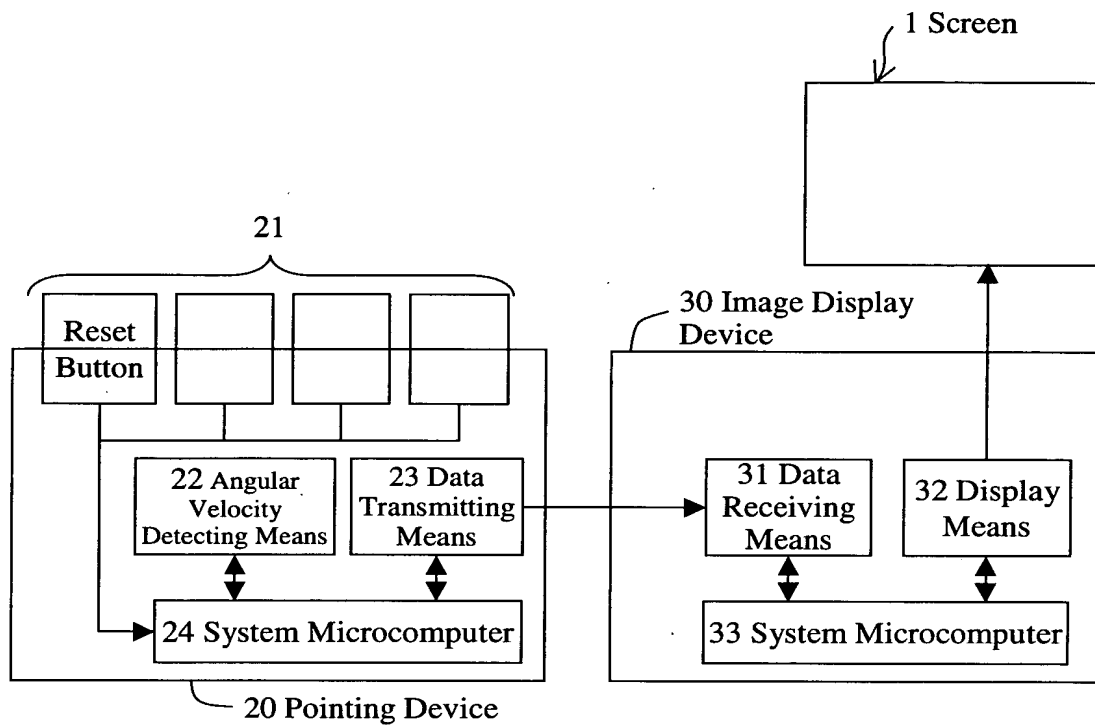 1 Screen
21
30 Image Display
Device
Reset
Button
22 Angular
Velocity
Detecting Means
23 Data
Transmitting
Means
31 Data
Receiving
Means
32 Display
Means
24 System Microcomputer
33 System Microcomputer
20 Pointing Device